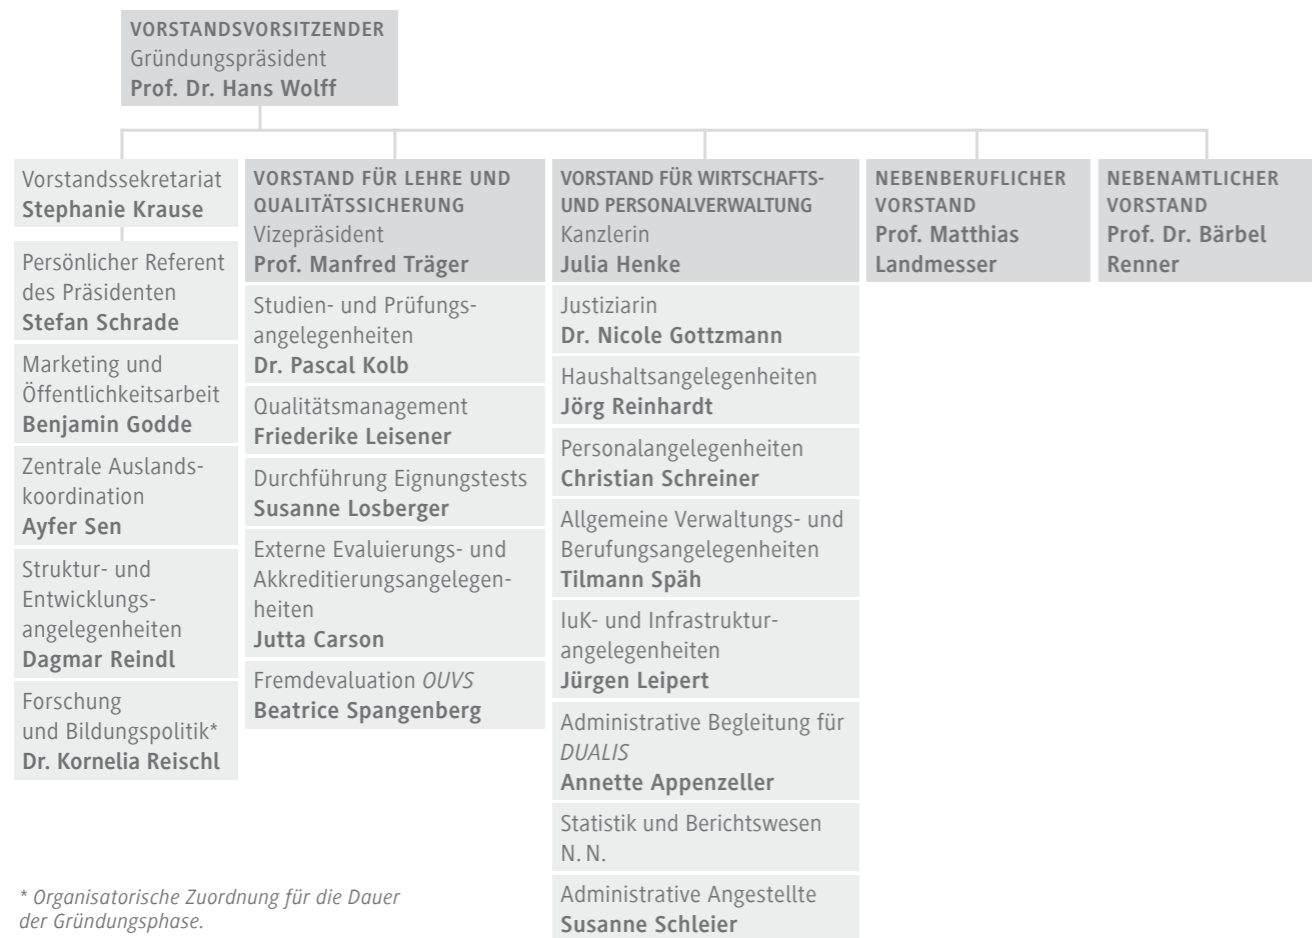 VORSTANDSVORSITZENDER
Gründungspräsident
Prof. Dr. Hans Wolff
Vorstandssekretariat
Stephanie Krause
Persönlicher Referent
des Präsidenten
Stefan Schrade
Marketing und
Öffentlichkeitsarbeit
Benjamin Godde
Zentrale Auslands-
koordination
Ayfer Sen
Struktur- und
Entwicklungs-
angelegenheiten
Dagmar Reindl
Forschung
und Bildungspolitik*
Dr. Kornelia Reischl
VORSTAND FÜR LEHRE UND
QUALITÄTSSICHERUNG
Vizepräsident
Prof. Manfred Träger
Studien- und Prüfungs-
angelegenheiten
Dr. Pascal Kolb
Qualitätsmanagement
Friederike Leisener
Durchführung Eignungstests
Susanne Losberger
Externe Evaluierungs- und
Akkreditierungsangelegen-
heiten
Jutta Carson
Fremdevaluation OUVS
Beatrice Spangenberg
VORSTAND FÜR WIRTSCHAFTS-
UND PERSONALVERWALTUNG
Kanzlerin
Julia Henke
Justiziarin
Dr. Nicole Gottzmann
Haushaltsangelegenheiten
Jörg Reinhardt
Personalangelegenheiten
Christian Schreiner
Allgemeine Verwaltungs- und
Berufungsangelegenheiten
Tilmann Späh
IuK- und Infrastruktur-
angelegenheiten
Jürgen Leipert
Administrative Begleitung für
DUALIS
Annette Appenzeller
Statistik und Berichtswesen
N. N.
Administrative Angestellte
Susanne Schleier
NEBENBERUFLICHER
VORSTAND
Prof. Matthias
Landmesser
NEBENAMTLICHER
VORSTAND
Prof. Dr. Bärbel
Renner
* Organisatorische Zuordnung für die Dauer
der Gründungsphase.